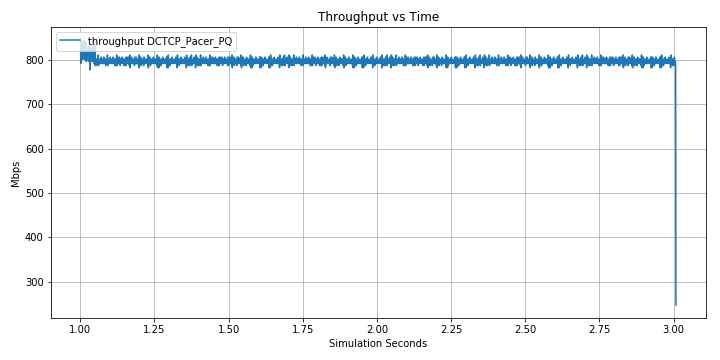 Throughput vs Time
throughput DCTCP_Pacer_PQ
Mbps
800
700
600
500
400
300
1.00 1.25 1.50 1.75 2.00 2.25 2.50 2.75 3.00
Simulation Seconds